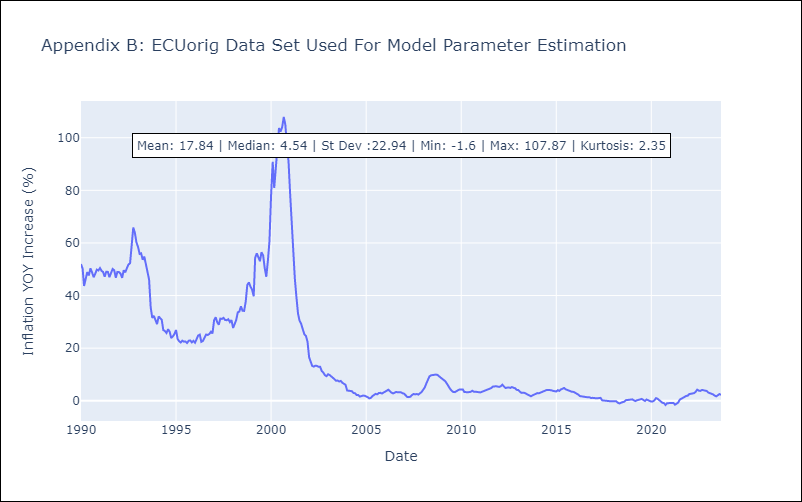 Appendix B: ECUorig Data Set Used For Model Parameter Estimation
Mean: 17.84 | Median: 4.54 | St Dev :22.94 | Min: -1.6 | Max: 107.87 | Kurtosis: 2.35
Inflation YOY Increase (%)
100
80
60
40
20
0
1990 1995 2000 2005 2010 2015 2020
Date